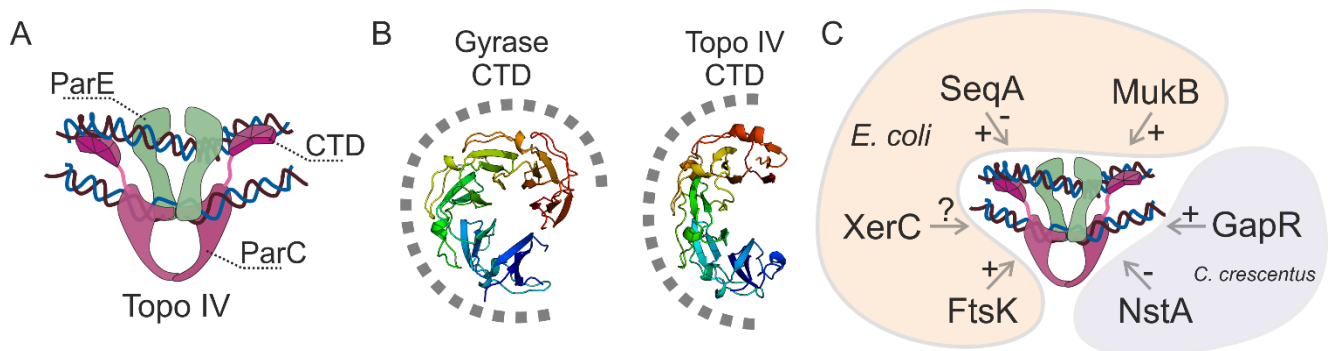 A
ParE
CTD
ParC
Topo IV
B
Gyrase
CTD
Topo IV
CTD
C
SeqA
-
+
MukB
+
E. coli
XerC
?
+
GapR
C. crescentus
+
FtsK
-
NstA